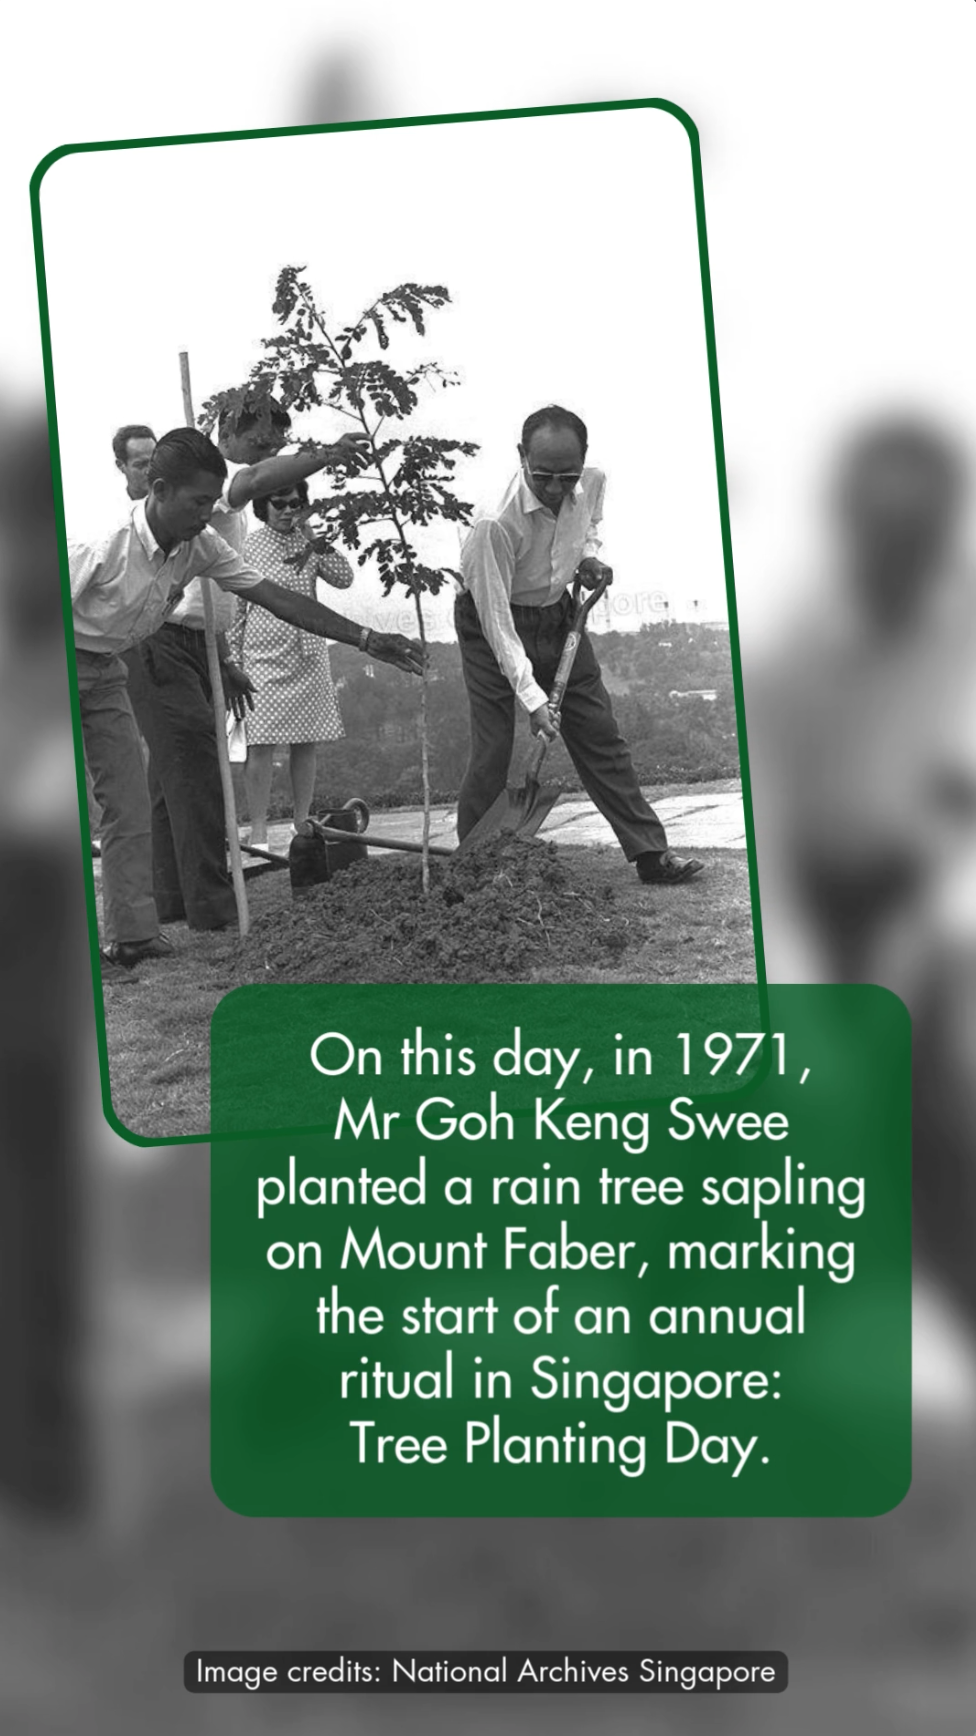 On this day, in 1971,
Mr Goh Keng Swee
planted a rain tree sapling
on Mount Faber, marking
the start of an annual
ritual in Singapore:
Tree Planting Day.
Image credits: National Archives Singapore